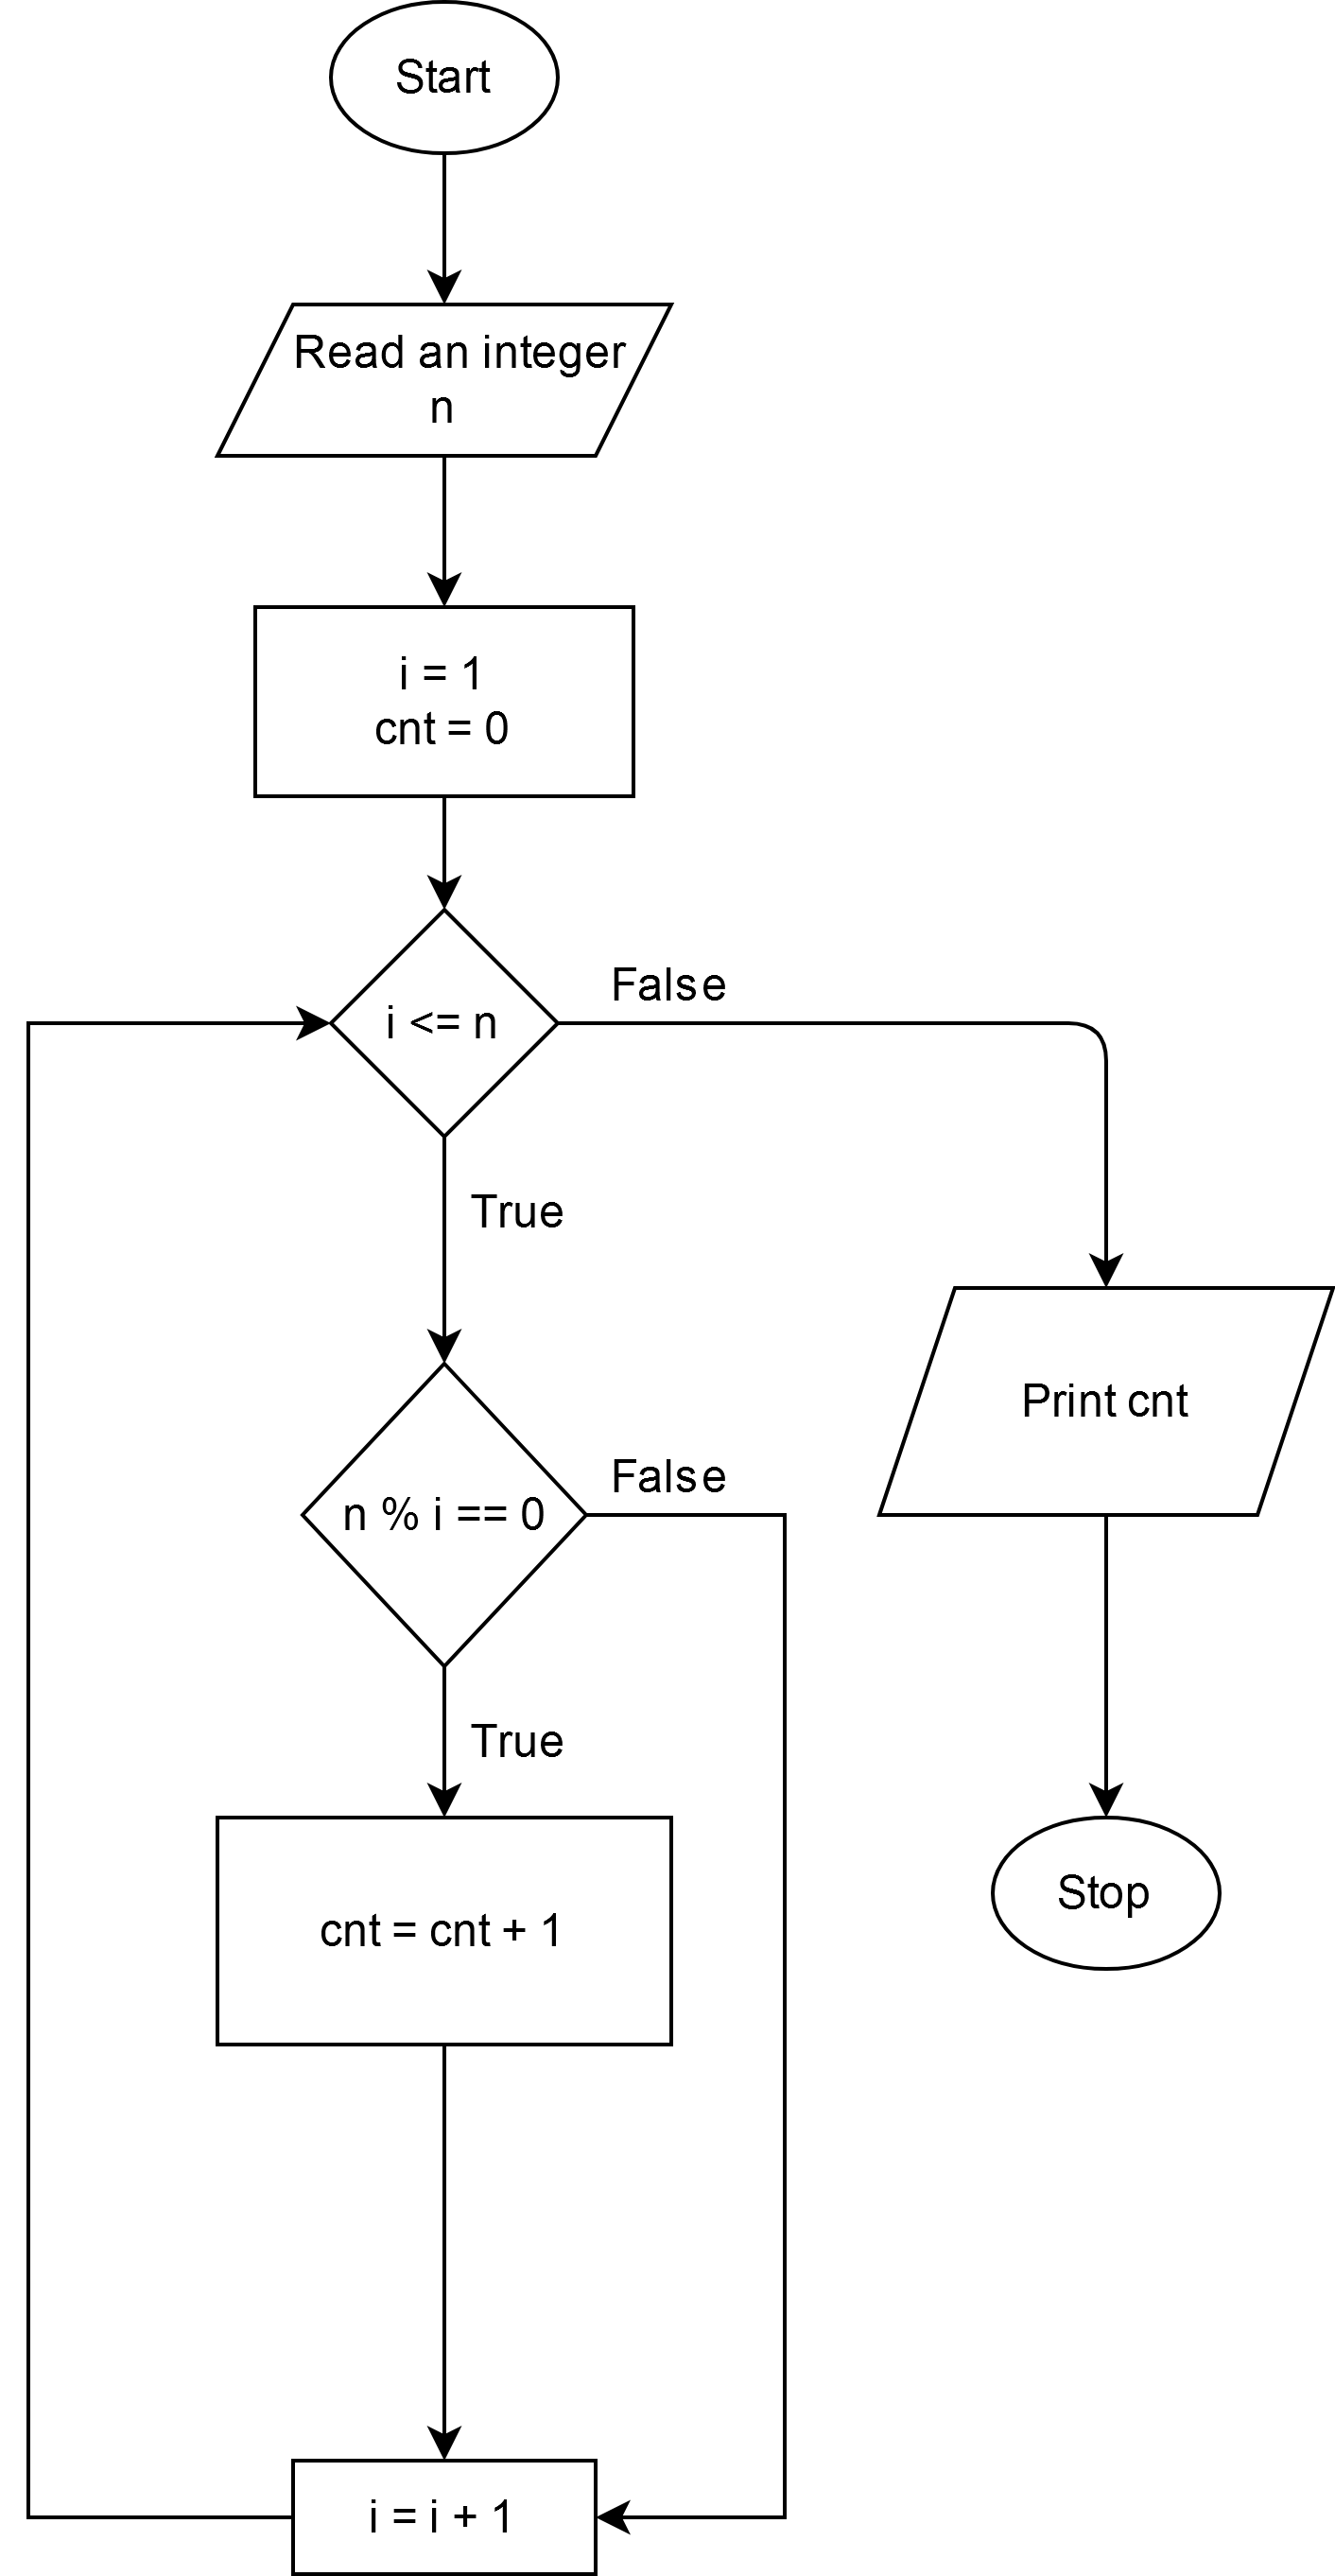 Start
Read an integer
n
i = 1
cnt = 0
i <= n
False
True
n % i == 0
False
True
cnt = cnt + 1
i = i + 1
Print cnt
Stop